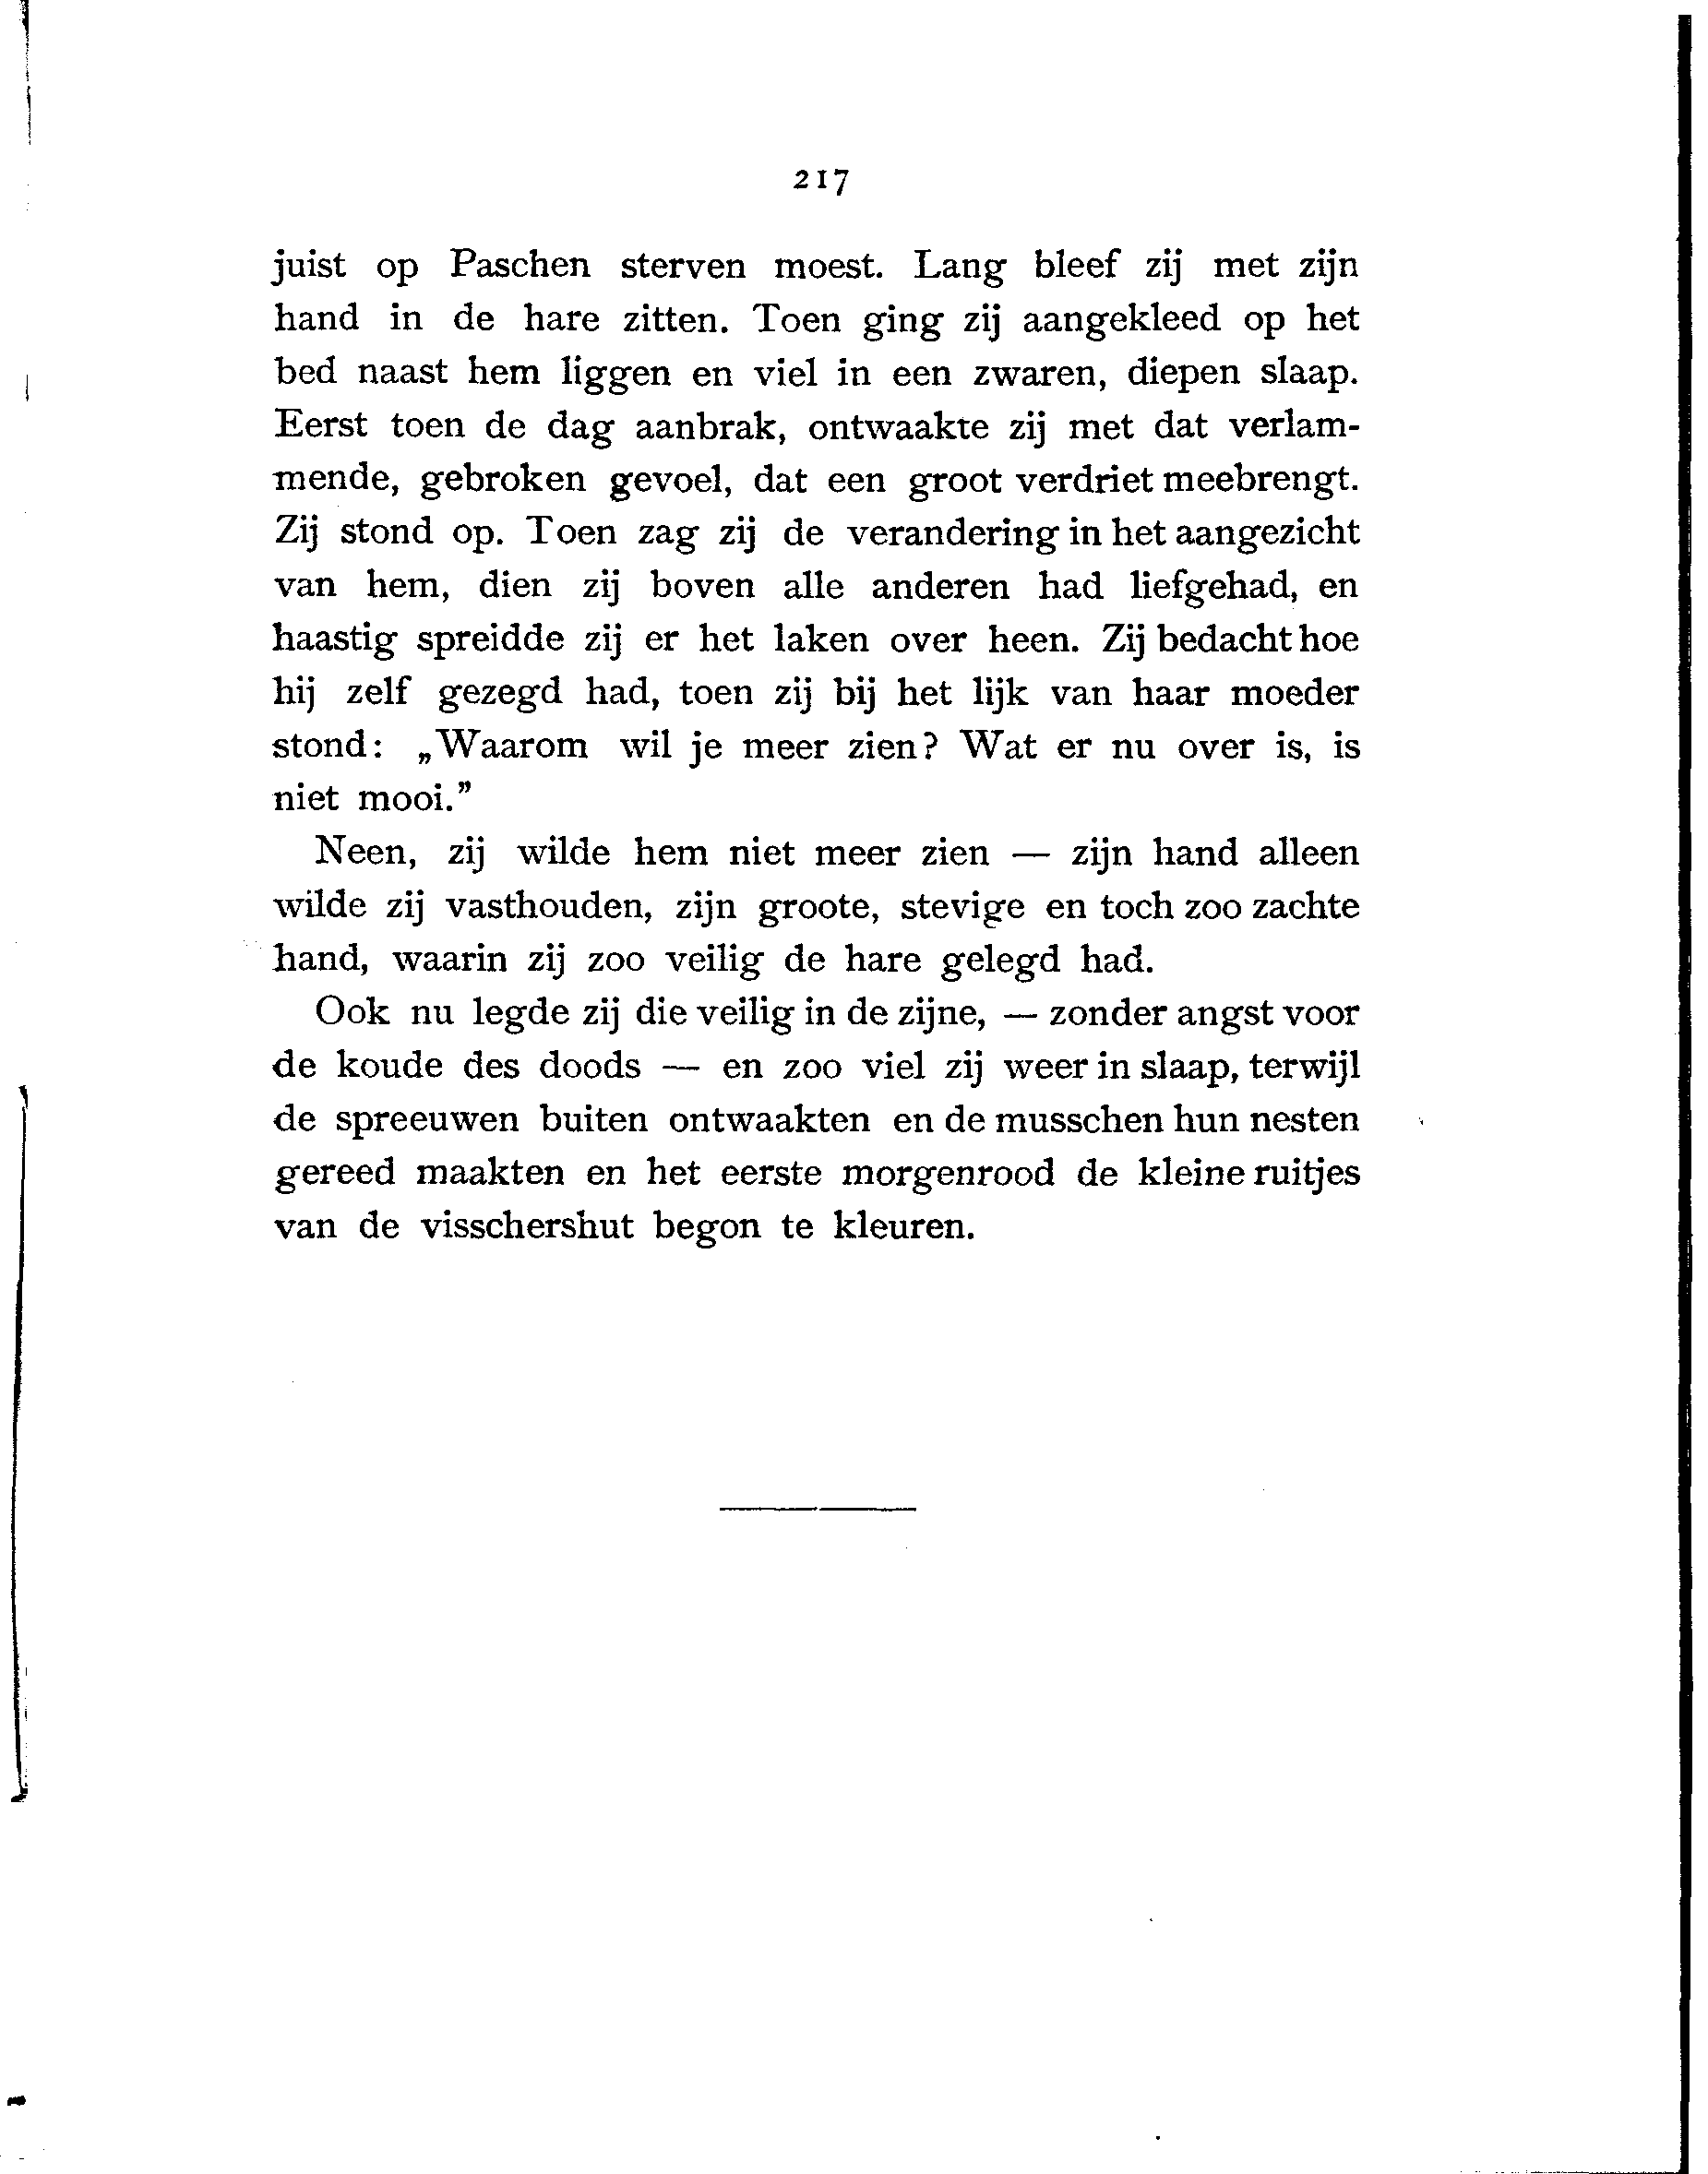 217
juist op Paschen sterven moest. Lang bleef zij met zijn
hand in de hare zitten. Toen ging zij aangekleed op het
bed naast hem liggen en viel in een zwaren, diepen slaap.
Eerst toen de dag aanbrak, ontwaakte zij met dat verlam-
mende, gebroken gevoel, dat een groot verdriet meebrengt.
Zij stond op. Toen zag zij de verandering in het aangezicht
van hem, dien zij boven alle anderen had liefgehad, en
haastig spreidde zij er het laken over heen. Zij bedacht hoe
hij zelf gezegd had, toen zij bij het lijk van haar moeder
stond: „Waarom wil je meer zien? Wat er nu over is, is
niet mooi.”
Neen, zij wilde hem niet meer zien — zijn hand alleen
wilde zij vasthouden, zijn groote, stevige en toch zoo zachte
hand, waarin zij zoo veilig de hare gelegd had.
Ook nu legde zij die veilig in de zijne, — zonder angst voor
de koude des doods — en zoo viel zij weer in slaap, terwijl
de spreeuwen buiten ontwaakten en de musschen hun nesten
gereed maakten en het eerste morgenrood de kleine ruitjes
van de visschershut begon te kleuren.